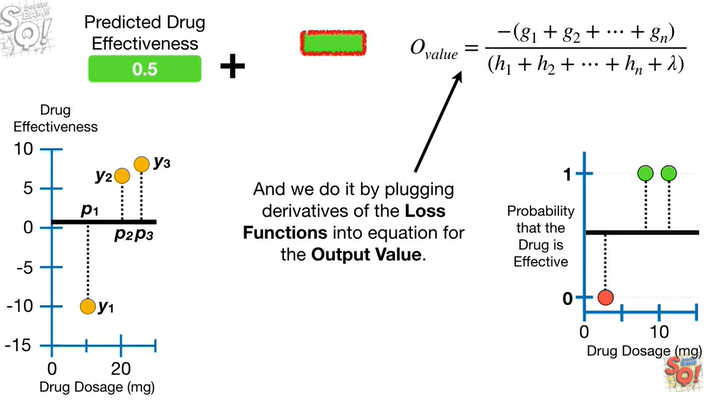 SQ!
Predicted Drug
Effectiveness
0.5
+
O_value = −(g₁ + g₂ + ⋯ + gₙ) / (h₁ + h₂ + ⋯ + hₙ + λ)
And we do it by plugging
derivatives of the Loss
Functions into equation for
the Output Value.
Drug
Effectiveness
10
5
0
-5
-10
-15
y₁
y₂
y₃
p₁
p₂ p₃
0
20
Drug Dosage (mg)
Probability
that the
Drug is
Effective
1
0
0
10
Drug Dosage (mg)
SQ!